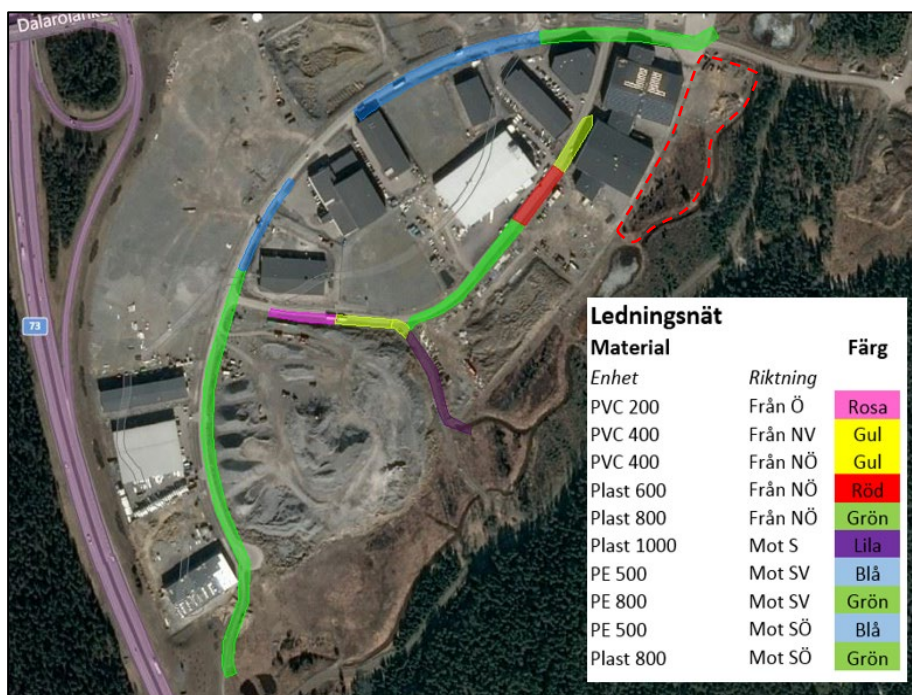 73
Ledningsnät
Material Färg
Enhet Riktning
PVC 200 Från Ö Rosa
PVC 400 Från NV Gul
PVC 400 Från NÖ Gul
Plast 600 Från NÖ Röd
Plast 800 Från NÖ Grön
Plast 1000 Mot S Lila
PE 500 Mot SV Blå
PE 800 Mot SV Grön
PE 500 Mot SÖ Blå
Plast 800 Mot SÖ Grön